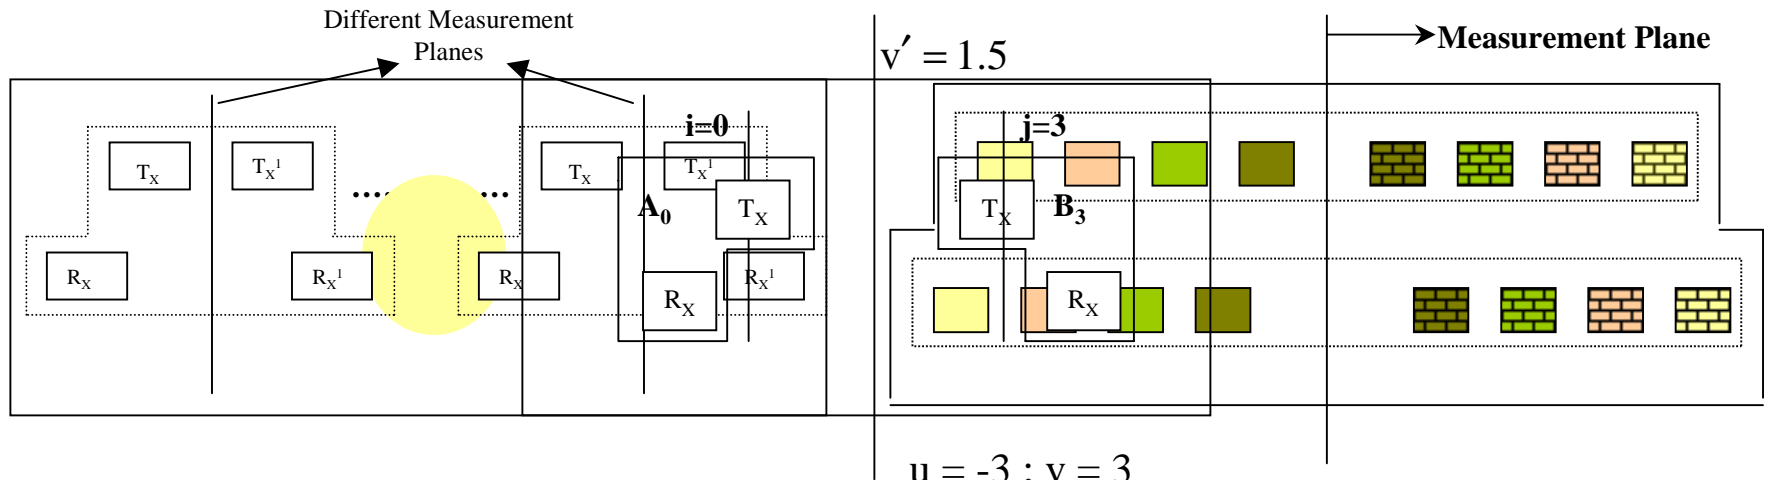 Different Measurement
Planes
v′ = 1.5
Measurement Plane
i=0
j=3
TX
TX1
TX
TX1
A0
TX
TX
B3
RX
RX1
RX
RX
RX1
RX
u = -3 ; v = 3